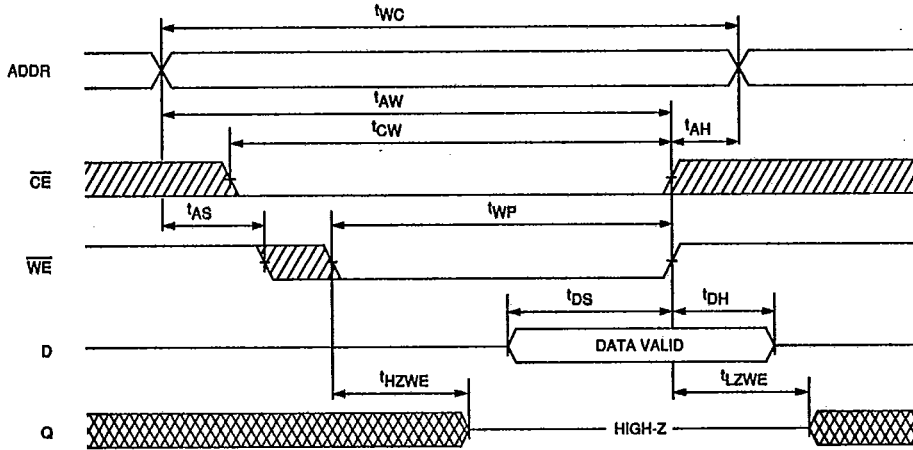 tWC
ADDR
tAW
tCW
tAH
CE
tAS
tWP
WE
tDS
tDH
D
DATA VALID
tHZWE
tLZWE
Q
HIGH-Z